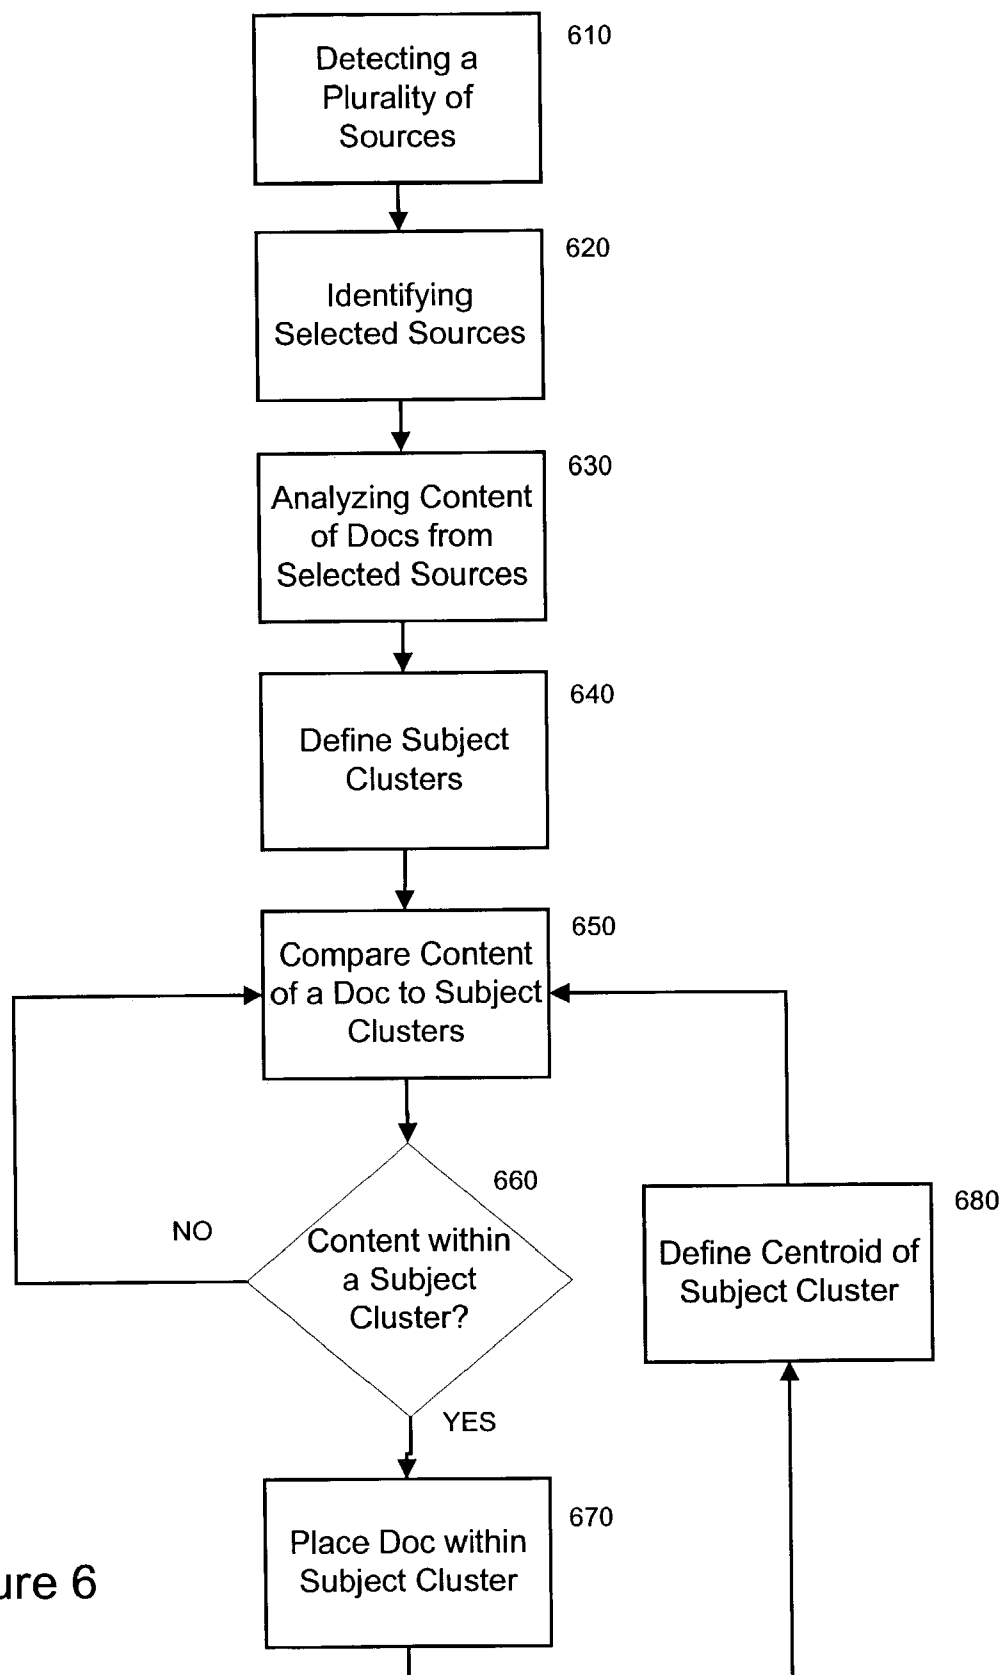 610
Detecting a
Plurality of
Sources
620
Identifying
Selected Sources
630
Analyzing Content
of Docs from
Selected Sources
640
Define Subject
Clusters
650
Compare Content
of a Doc to Subject
Clusters
660
NO
Content within
a Subject
Cluster?
680
Define Centroid of
Subject Cluster
YES
670
Place Doc within
Subject Cluster
ure 6